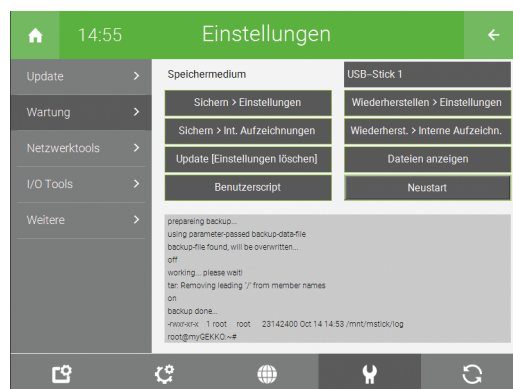 14:55
Einstellungen
Update
Wartung
Netzwerktools
I/O Tools
Weitere
Speichermedium
USB-Stick 1
Sichern > Einstellungen
Wiederherstellen > Einstellungen
Sichern > Int. Aufzeichnungen
Wiederherst. > Interne Aufzeichn.
Update [Einstellungen löschen]
Dateien anzeigen
Benutzerscript
Neustart
prepareing backup...
using parameter-passed backup-data-file
backup-file found, will be overwritten...
off
working... please wait!
tar: Removing leading '/' from member names
on
backup done...
-rwxr-xr-x 1 root root 23142400 Oct 14 14:53 /mnt/mstick/log
root@myGEKKO:~#